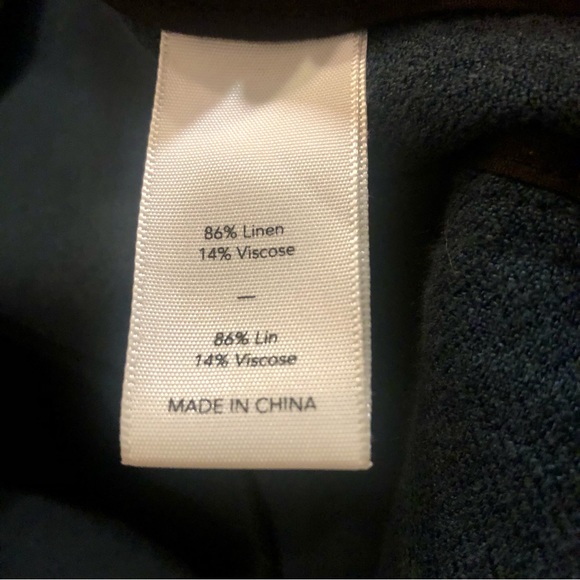 86% Linen
14% Viscose
—
86% Lin
14% Viscose
MADE IN CHINA